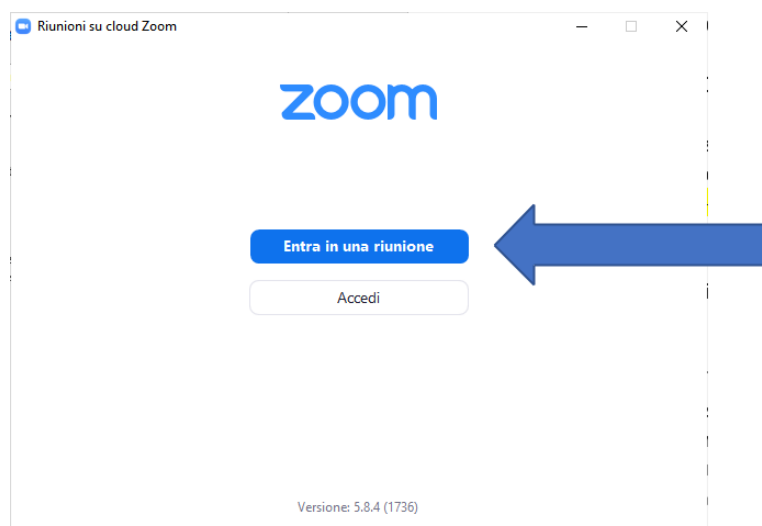 Riunioni su cloud Zoom
zoom
Entra in una riunione
Accedi
Versione: 5.8.4 (1736)